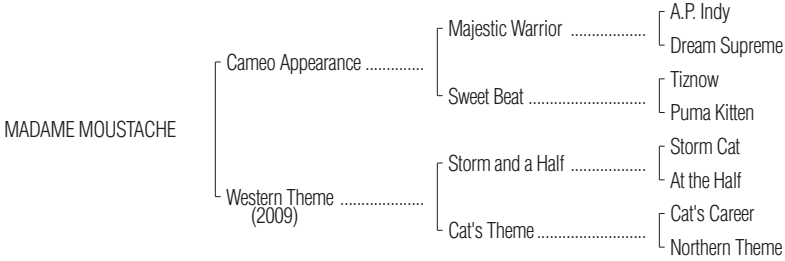 A.P. Indy
Majestic Warrior ..................
Dream Supreme
Cameo Appearance ..............
Tiznow
Sweet Beat ............................
Puma Kitten
MADAME MOUSTACHE
Storm Cat
Storm and a Half ..................
At the Half
Western Theme ....................
(2009)
Cat's Career
Cat's Theme ..........................
Northern Theme